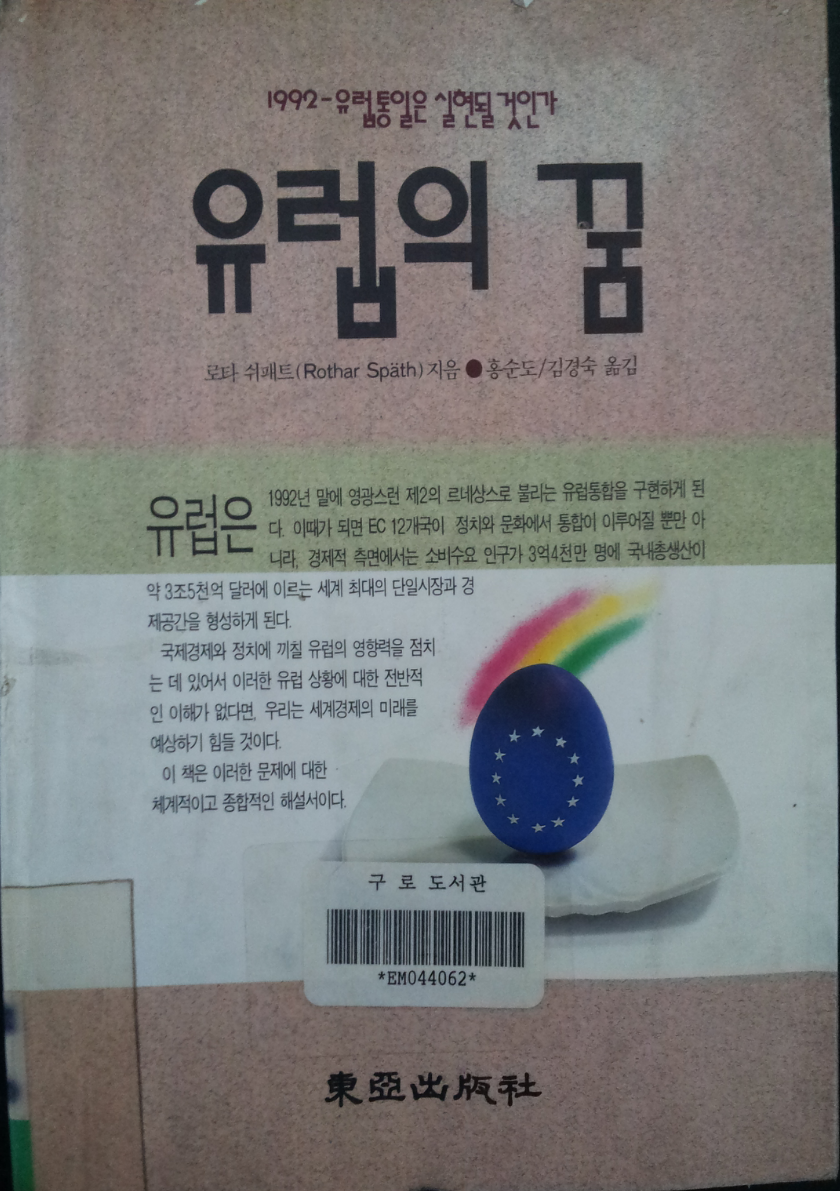 1992-유럽통일은 실현될 것인가
유럽의 꿈
로타 쉬패트(Rothar Späth) 지음 ● 홍순도/김경숙 옮김
유럽은 1992년 말에 영광스런 제2의 르네상스로 불리는 유럽통합을 구현하게 된
다. 이때가 되면 EC 12개국이 정치와 문화에서 통합이 이루어질 뿐만 아
니라, 경제적 측면에서는 소비수요 인구가 3억4천만 명에 국내총생산이
약 3조5천억 달러에 이르는 세계 최대의 단일시장과 경
제공간을 형성하게 된다.
국제경제와 정치에 끼칠 유럽의 영향력을 점치
는 데 있어서 이러한 유럽 상황에 대한 전반적
인 이해가 없다면, 우리는 세계경제의 미래를
예상하기 힘들 것이다.
이 책은 이러한 문제에 대한
체계적이고 종합적인 해설서이다.
구 로 도서관
*EM044062*
東亞出版社